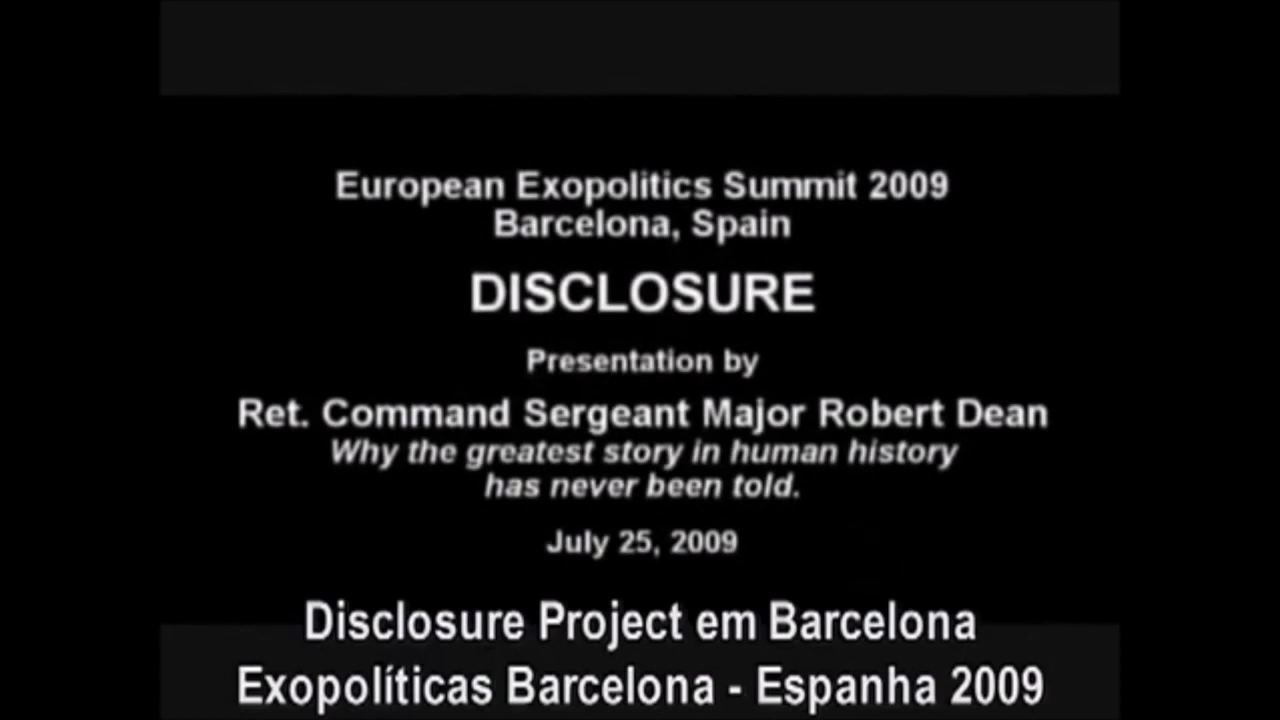 European Exopolitics Summit 2009
Barcelona, Spain
DISCLOSURE
Presentation by
Ret. Command Sergeant Major Robert Dean
Why the greatest story in human history
has never been told.
July 25, 2009
Disclosure Project em Barcelona
Exopolíticas Barcelona - Espanha 2009